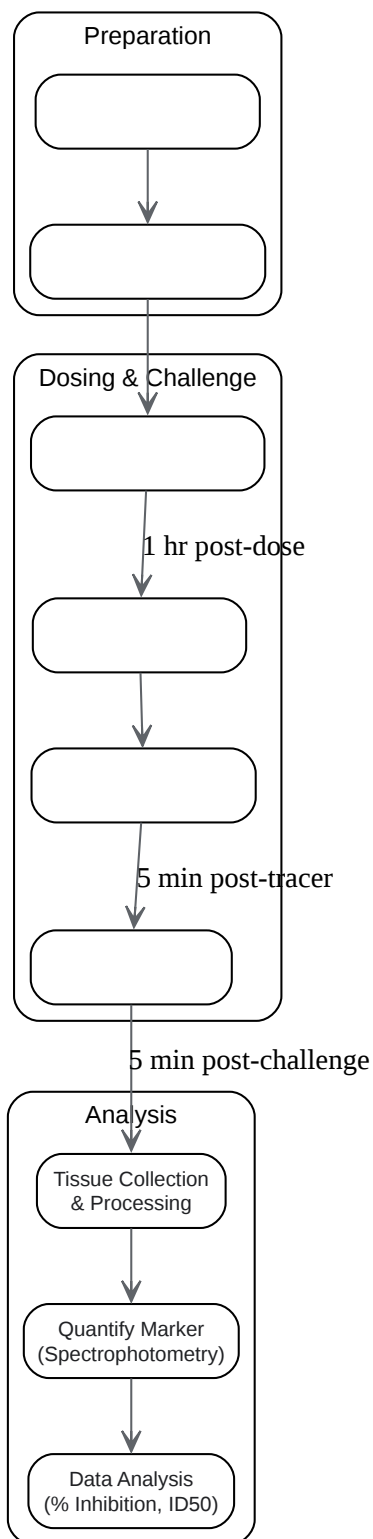 Preparation
Dosing & Challenge
1 hr post-dose
5 min post-tracer
5 min post-challenge
Analysis
Tissue Collection
& Processing
Quantify Marker
(Spectrophotometry)
Data Analysis
(% Inhibition, ID50)